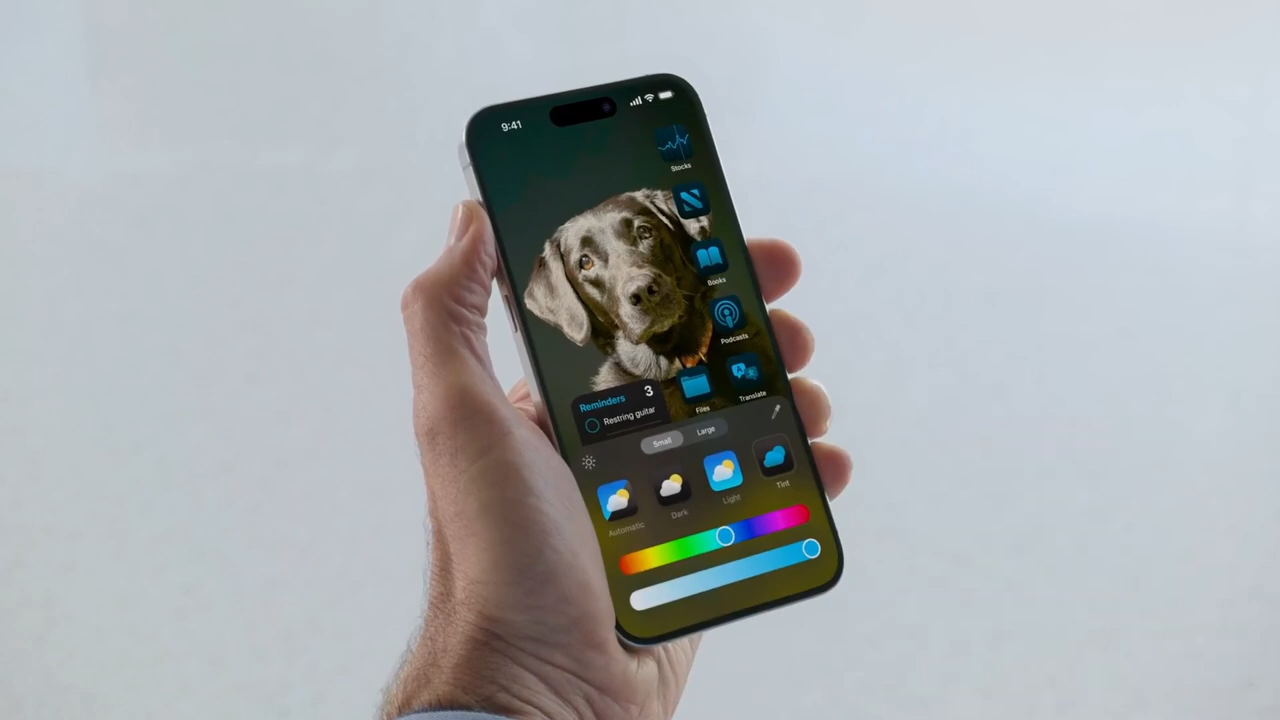 9:41
Stocks
Books
Podcasts
Translate
Files
Reminders 3
Restring guitar
Small Large
Automatic
Dark
Light
Tint